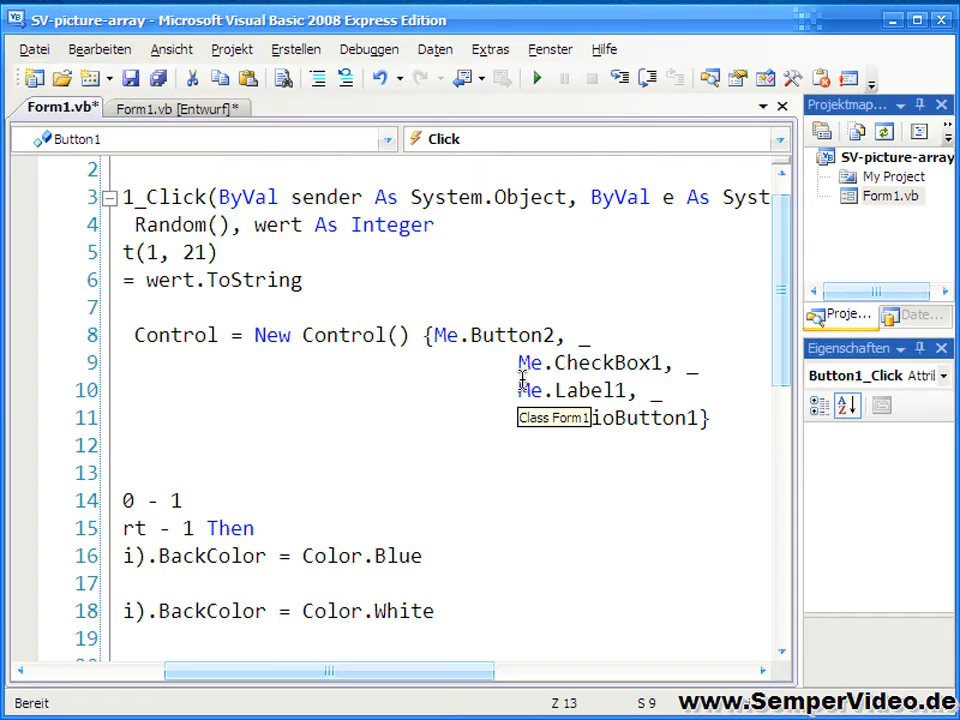 SV-picture-array - Microsoft Visual Basic 2008 Express Edition
Datei Bearbeiten Ansicht Projekt Erstellen Debuggen Daten Extras Fenster Hilfe
Form1.vb* Form1.vb [Entwurf]*
Projektmap...
Button1 Click
SV-picture-array
My Project
Form1.vb
2
3 1_Click(ByVal sender As System.Object, ByVal e As Syst
4 Random(), wert As Integer
5 t(1, 21)
6 = wert.ToString
7
8 Control = New Control() {Me.Button2, _
9 Me.CheckBox1, _
10 Me.Label1, _
11 ioButton1}
Class Form1
12
13
14 0 - 1
15 rt - 1 Then
16 i).BackColor = Color.Blue
17
18 i).BackColor = Color.White
19
Proje... Date...
Eigenschaften
Button1_Click Attril
Bereit Z 13 S 9
www.SemperVideo.de